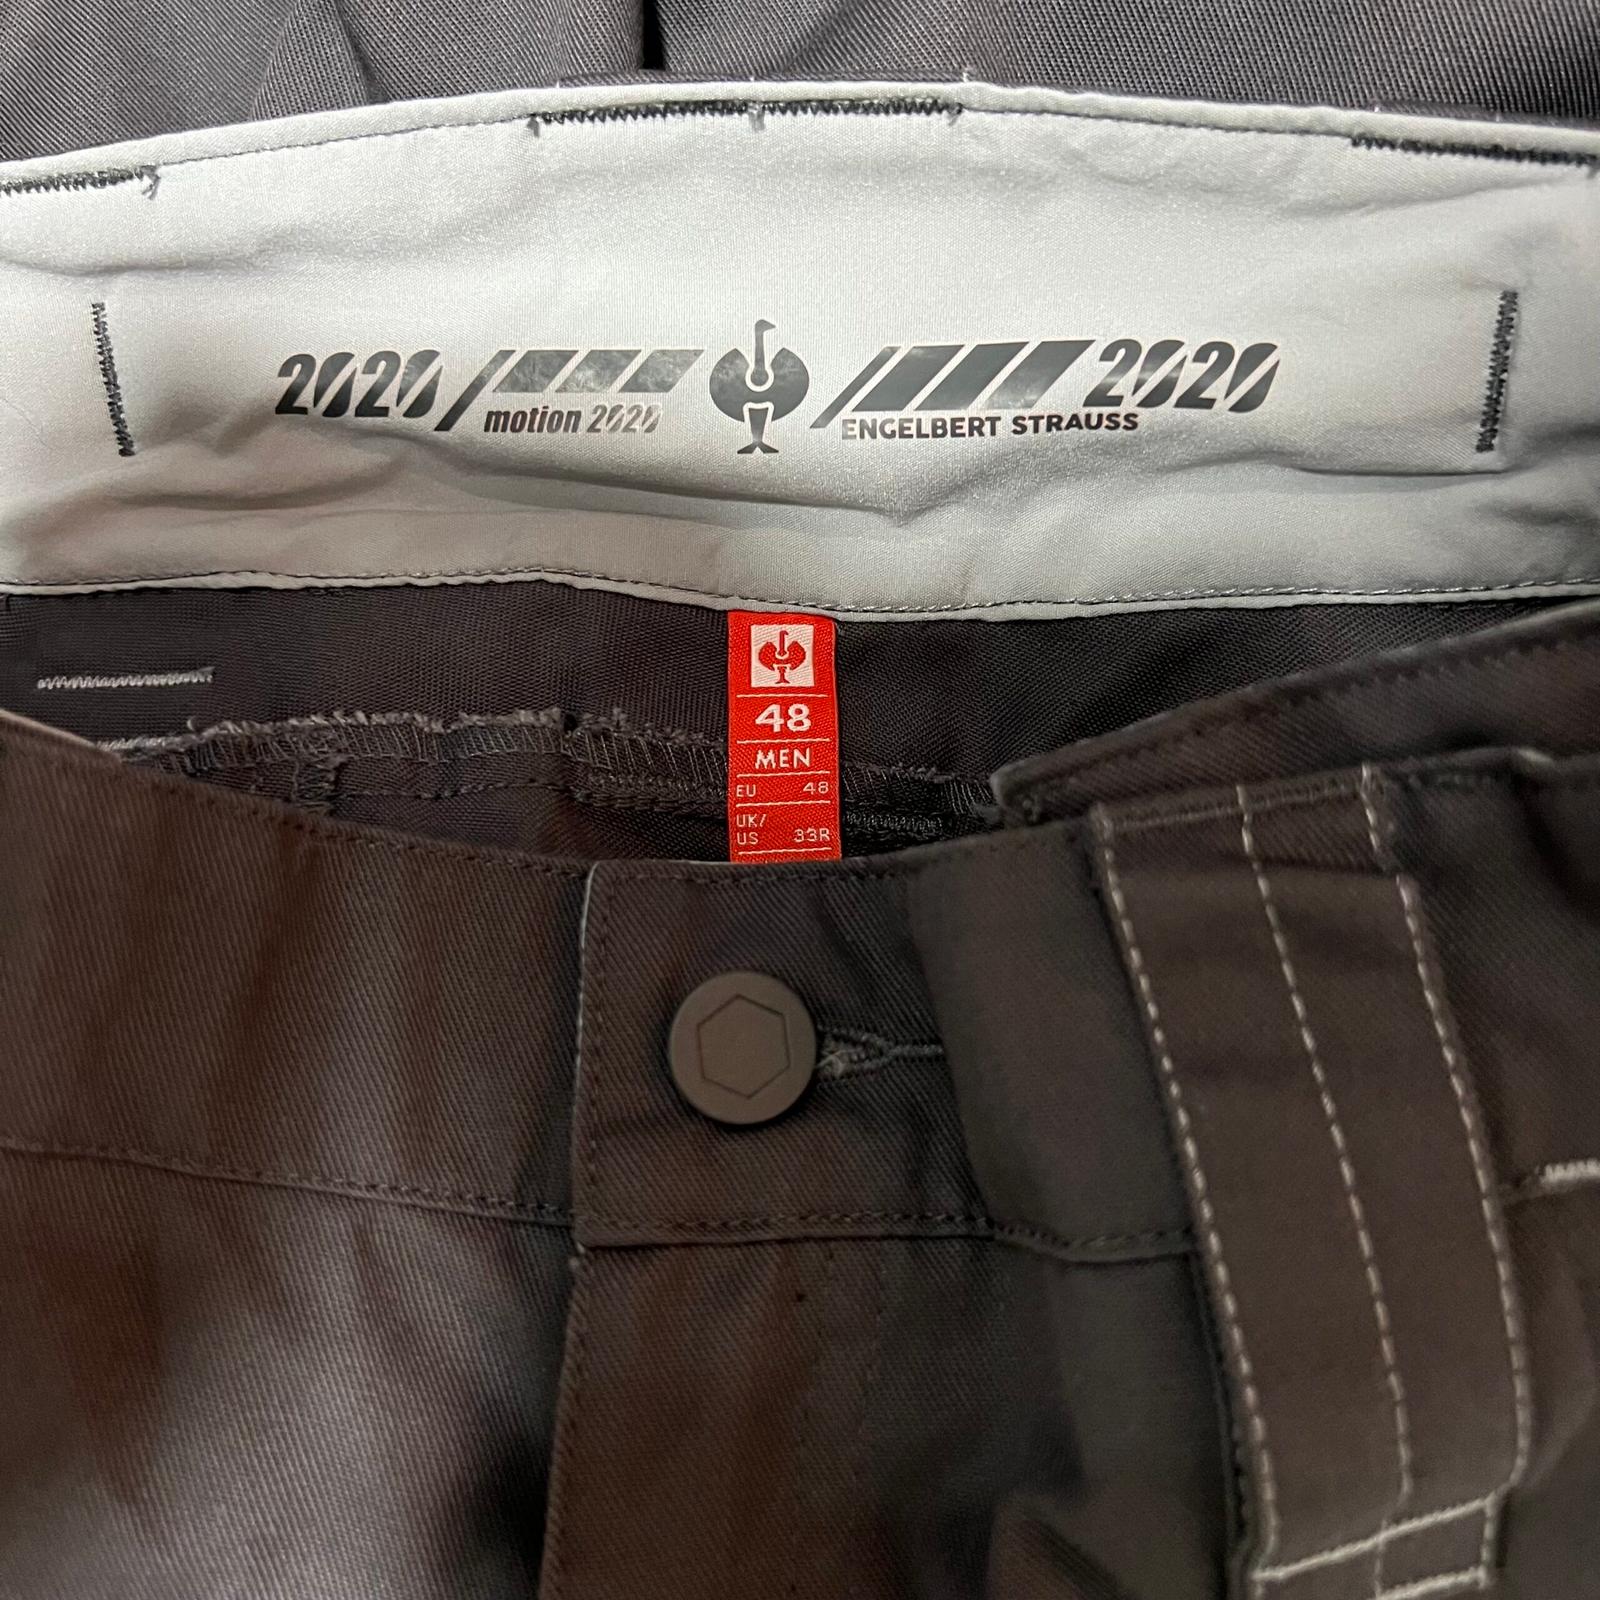 2020 2020
motion 2020 ENGELBERT STRAUSS
48
MEN
EU 48
UK/
US 33R